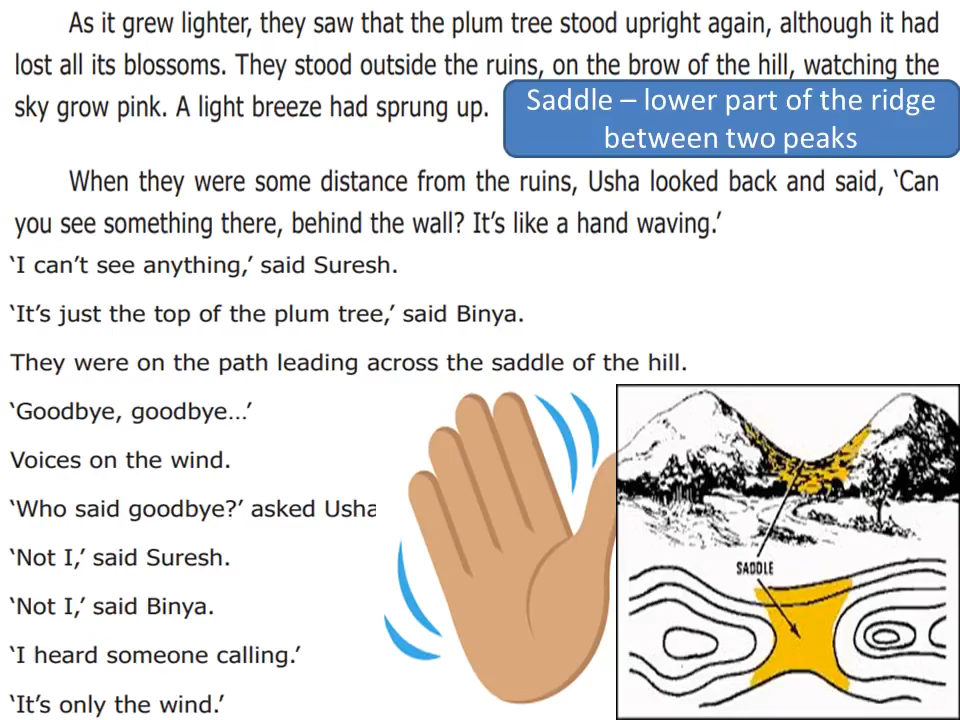 As it grew lighter, they saw that the plum tree stood upright again, although it had
lost all its blossoms. They stood outside the ruins, on the brow of the hill, watching the
sky grow pink. A light breeze had sprung up.
Saddle – lower part of the ridge
between two peaks
When they were some distance from the ruins, Usha looked back and said, ‘Can
you see something there, behind the wall? It’s like a hand waving.’
‘I can’t see anything,’ said Suresh.
‘It’s just the top of the plum tree,’ said Binya.
They were on the path leading across the saddle of the hill.
‘Goodbye, goodbye…’
Voices on the wind.
‘Who said goodbye?’ asked Usha
‘Not I,’ said Suresh.
‘Not I,’ said Binya.
‘I heard someone calling.’
‘It’s only the wind.’
SADDLE